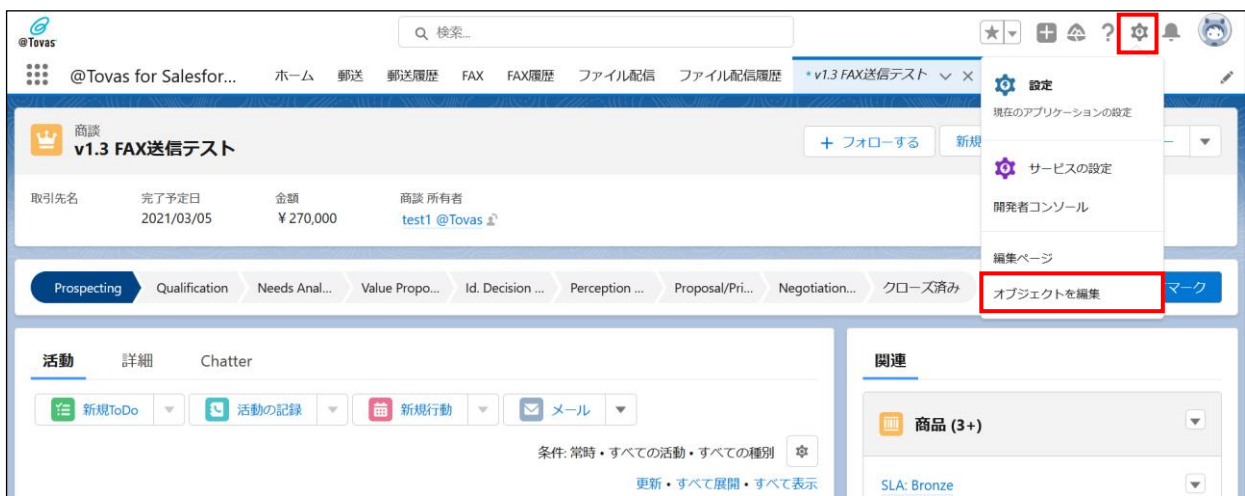 @Tovas
検索...
@Tovas for Salesfor... ホーム 郵送 郵送履歴 FAX FAX履歴 ファイル配信 ファイル配信履歴 * v1.3 FAX送信テスト
設定
現在のアプリケーションの設定
サービスの設定
開発者コンソール
編集ページ
オブジェクトを編集
商談
v1.3 FAX送信テスト
+ フォローする 新規
取引先名 完了予定日 金額 商談 所有者
2021/03/05 ¥270,000 test1 @Tovas
Prospecting Qualification Needs Anal... Value Propo... Id. Decision ... Perception ... Proposal/Pri... Negotiation... クローズ済み マーク
活動 詳細 Chatter
新規ToDo 活動の記録 新規行動 メール
条件: 常時・すべての活動・すべての種別
更新・すべて展開・すべて表示
関連
商品 (3+)
SLA: Bronze